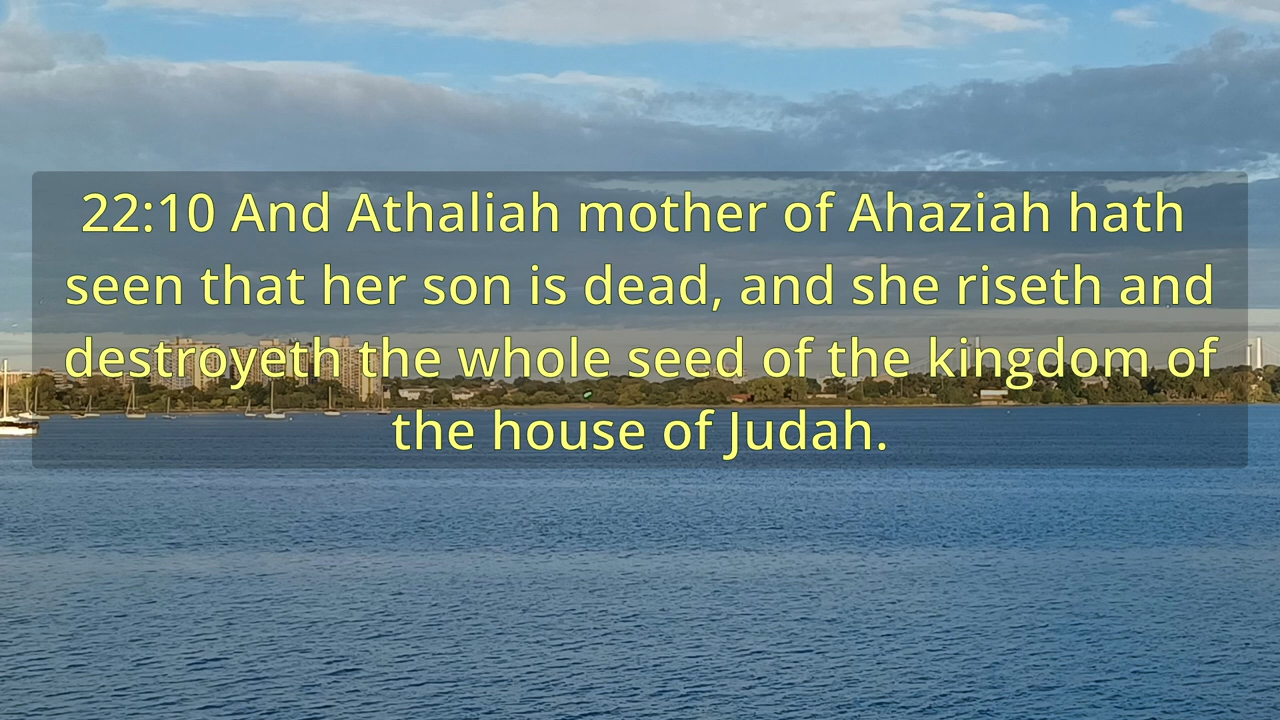 22:10 And Athaliah mother of Ahaziah hath
seen that her son is dead, and she riseth and
destroyeth the whole seed of the kingdom of
the house of Judah.